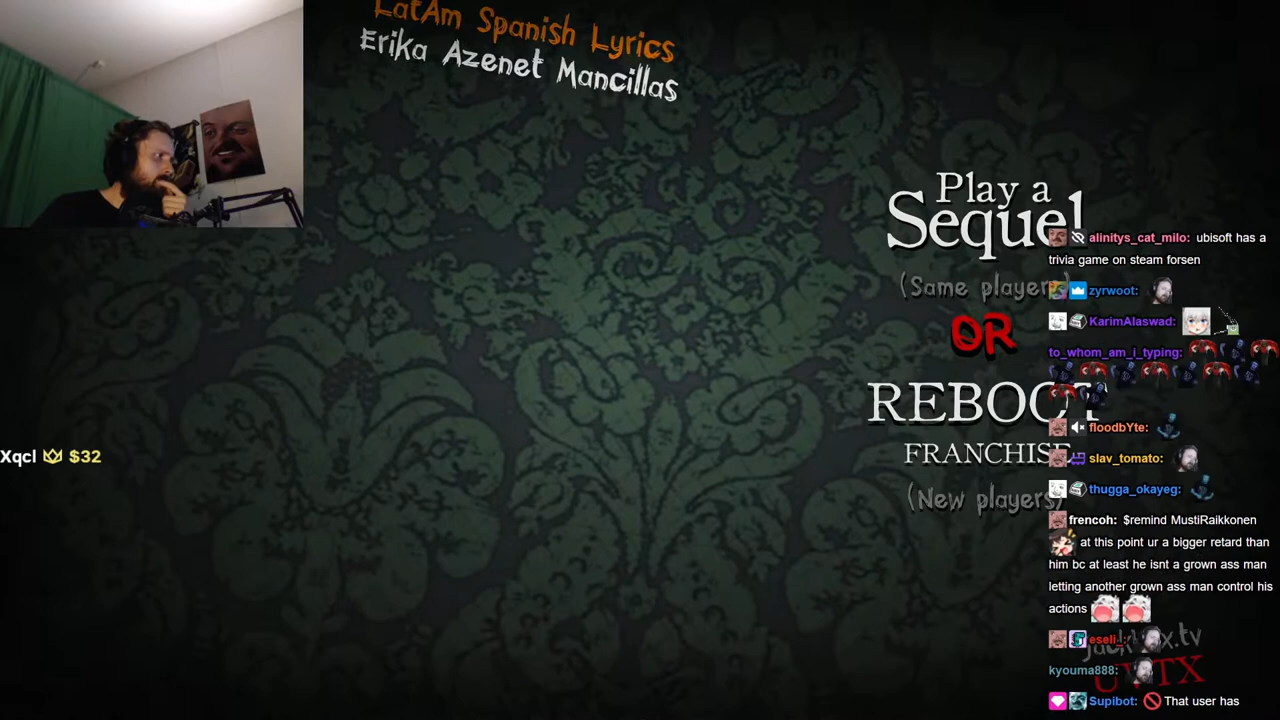 LatAm Spanish Lyrics
Erika Azenet Mancillas
Play a
Sequel
(Same players)
OR
REBOOT
FRANCHISE
(New players)
Xqcl $32
alinitys_cat_milo: ubisoft has a
trivia game on steam forsen
zyrwoot:
KarimAlaswad:
to_whom_am_i_typing:
floodbYte:
slav_tomato:
thugga_okayeg:
frencoh: $remind MustiRaikkonen
at this point ur a bigger retard than
him bc at least he isnt a grown ass man
letting another grown ass man control his
actions
eseli_:
kyouma888:
Supibot: That user has